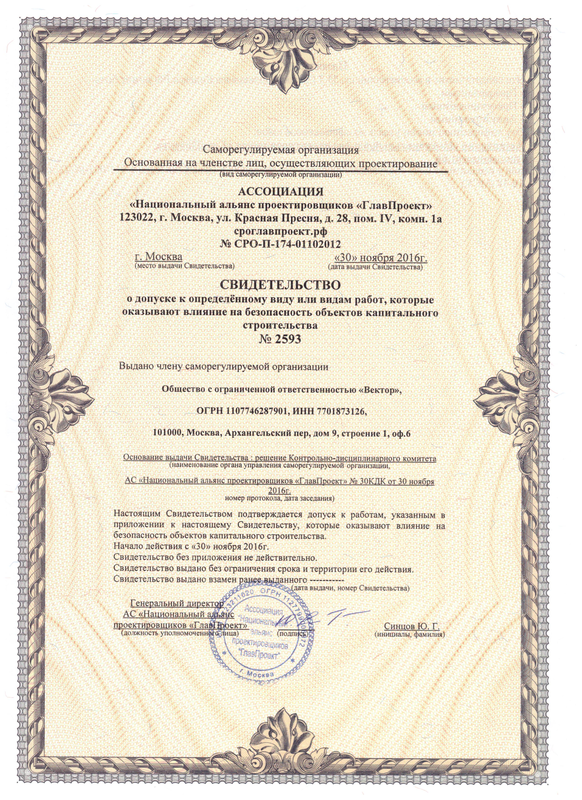 Саморегулируемая организация
Основанная на членстве лиц, осуществляющих проектирование
(вид саморегулируемой организации)
АССОЦИАЦИЯ
«Национальный альянс проектировщиков «ГлавПроект»
123022, г. Москва, ул. Красная Пресня, д. 28, пом. IV, комн. 1а
сроглавпроект.рф
№ СРО-П-174-01102012
г. Москва «30» ноября 2016г.
(место выдачи Свидетельства) (дата выдачи Свидетельства)
СВИДЕТЕЛЬСТВО
о допуске к определённому виду или видам работ, которые
оказывают влияние на безопасность объектов капитального
строительства
№ 2593
Выдано члену саморегулируемой организации
Общество с ограниченной ответственностью «Вектор»,
ОГРН 1107746287901, ИНН 7701873126,
101000, Москва, Архангельский пер, дом 9, строение 1, оф.6
Основание выдачи Свидетельства : решение Контрольно-дисциплинарного комитета
(наименование органа управления саморегулируемой организации,
АС «Национальный альянс проектировщиков «ГлавПроект» № 30КДК от 30 ноября
2016г.
номер протокола, дата заседания)
Настоящим Свидетельством подтверждается допуск к работам, указанным в
приложении к настоящему Свидетельству, которые оказывают влияние на
безопасность объектов капитального строительства.
Начало действия с «30» ноября 2016г.
Свидетельство без приложения не действительно.
Свидетельство выдано без ограничения срока и территории его действия.
Свидетельство выдано взамен ранее выданного -----------
(дата выдачи, номер Свидетельства)
Генеральный директор
АС «Национальный альянс
проектировщиков «ГлавПроект» Синцов Ю. Г.
(должность уполномоченного лица) (подпись) (инициалы, фамилия)
Ассоциация
"Национальный
альянс
проектировщиков
"ГлавПроект"
г. Москва